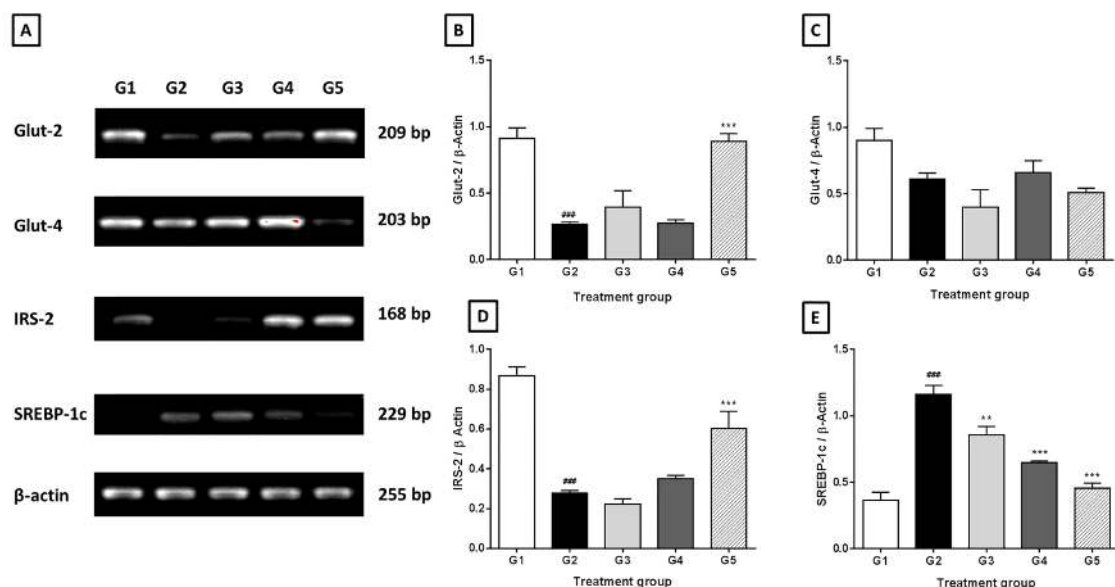 A
G1 G2 G3 G4 G5
Glut-2 209 bp
Glut-4 203 bp
IRS-2 168 bp
SREBP-1c 229 bp
β-actin 255 bp
B
Glut-2 / β-Actin
1.5
1.0
0.5
0.0
###
***
G1 G2 G3 G4 G5
Treatment group
C
Glut-4 / β-Actin
1.5
1.0
0.5
0.0
G1 G2 G3 G4 G5
Treatment group
D
IRS-2 / β Actin
1.0
0.8
0.6
0.4
0.2
0.0
###
***
G1 G2 G3 G4 G5
Treatment group
E
SREBP-1c / β-Actin
1.5
1.0
0.5
0.0
###
**
***
***
G1 G2 G3 G4 G5
Treatment group